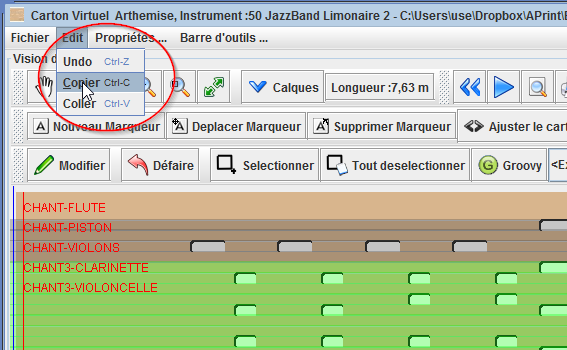 Carton Virtuel Arthemise, Instrument :50 JazzBand Limonaire 2 - C:\Users\use\Dropbox\APrint\E
Fichier Edit Propriétés ... Barre d'outils ...
Vision d
Undo Ctrl-Z
Copier Ctrl-C
Coller Ctrl-V
Calques Longueur :7,63 m
A Nouveau Marqueur A Deplacer Marqueur A Supprimer Marqueur Ajuster le cart
Modifier Défaire Selectionner Tout deselectionner G Groovy <Ex
CHANT-FLUTE
CHANT-PISTON
CHANT-VIOLONS
CHANT3-CLARINETTE
CHANT3-VIOLONCELLE